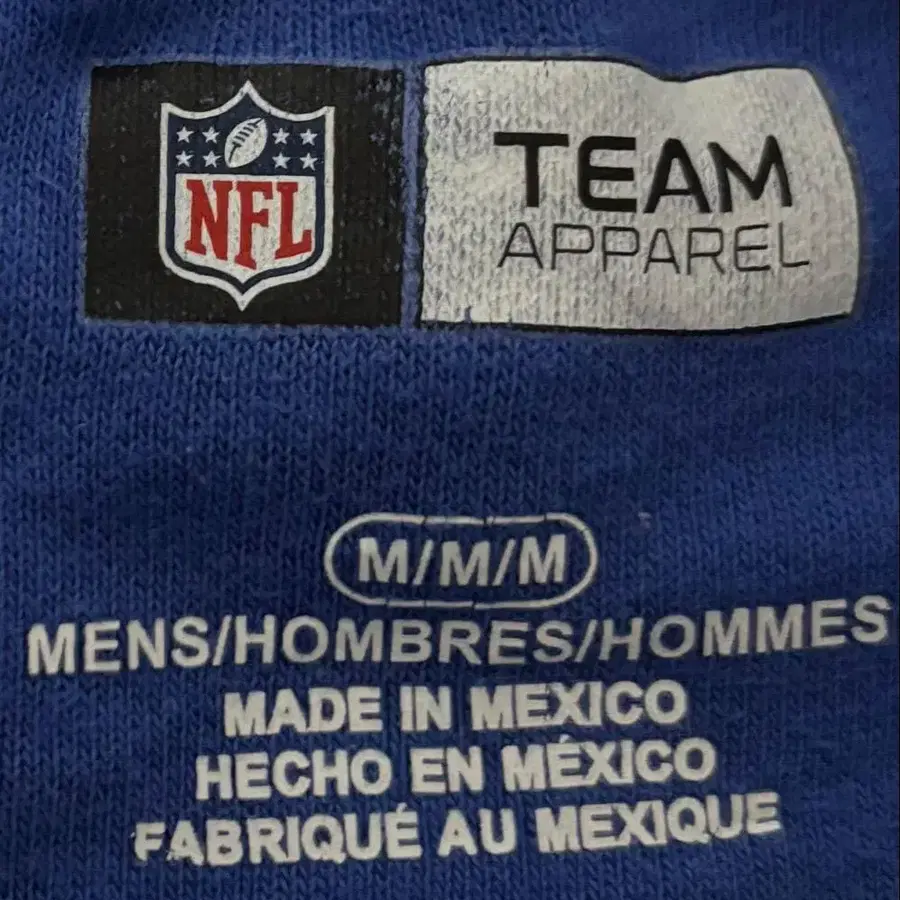 NFL
TEAM
APPAREL
M/M/M
MENS/HOMBRES/HOMMES
MADE IN MEXICO
HECHO EN MÉXICO
FABRIQUÉ AU MEXIQUE